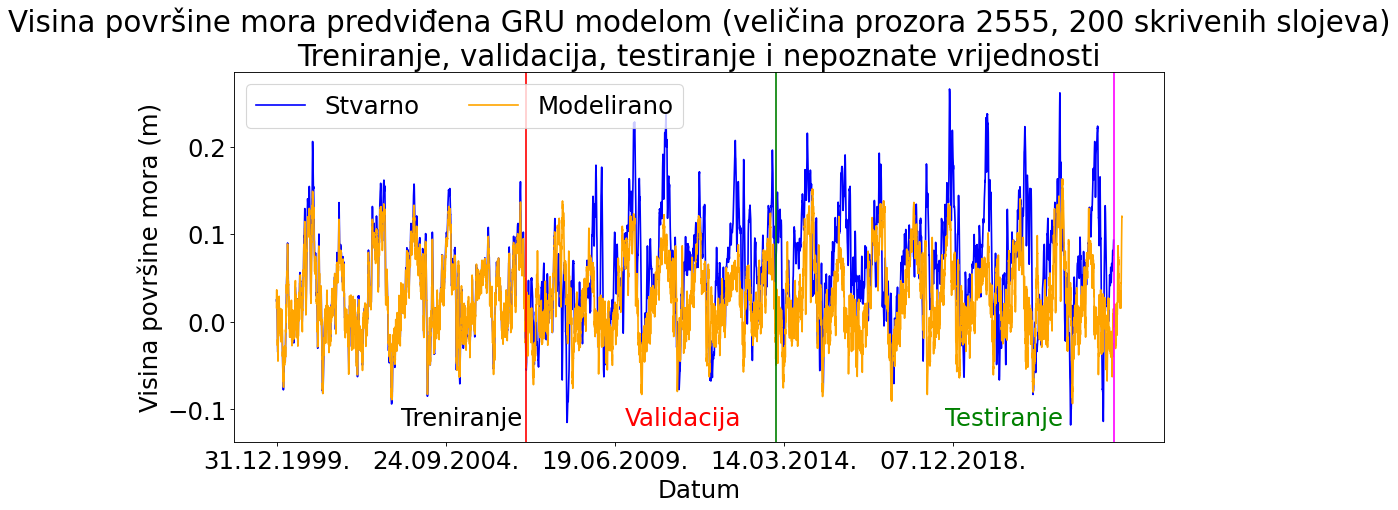 Visina površine mora predviđena GRU modelom (veličina prozora 2555, 200 skrivenih slojeva)
Treniranje, validacija, testiranje i nepoznate vrijednosti
Stvarno
Modelirano
Visina površine mora (m)
0.2
0.1
0.0
−0.1
Treniranje
Validacija
Testiranje
31.12.1999.
24.09.2004.
19.06.2009.
14.03.2014.
07.12.2018.
Datum